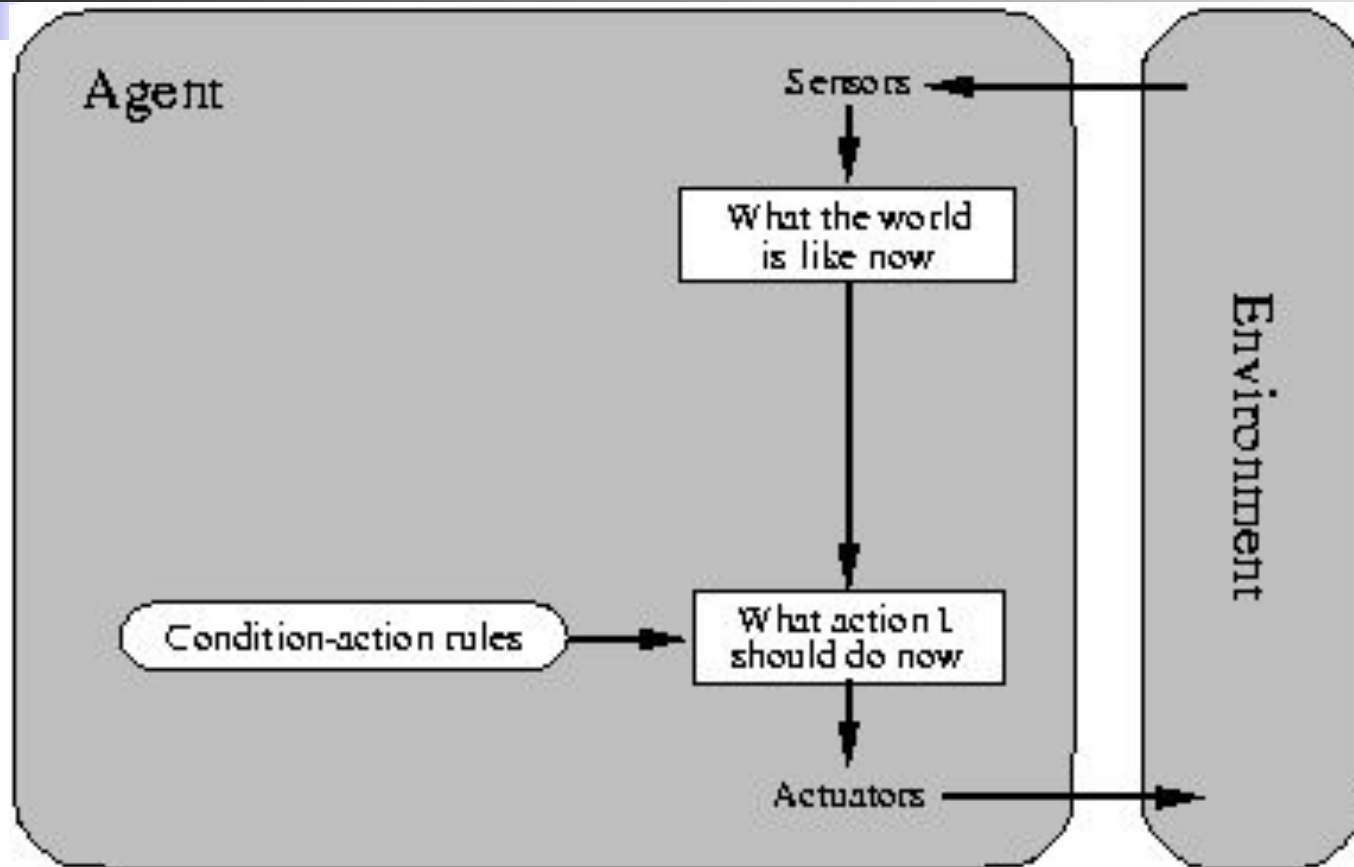 Agent
Sensors
What the world
is like now
Environment
Condition-action rules
What action I
should do now
Actuators